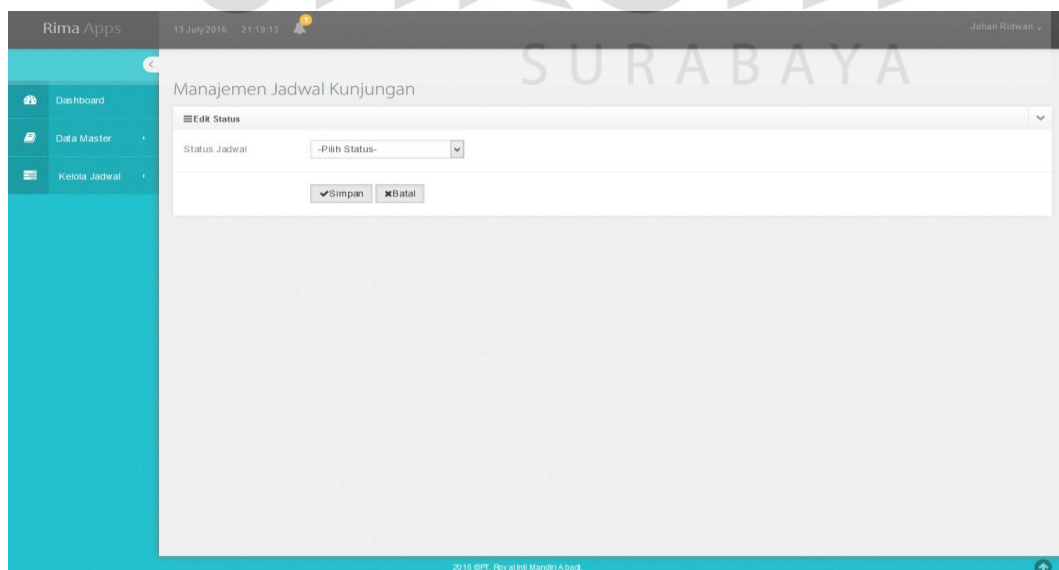 SURABAYA
Rima Apps
13 July 2016 21:19:13
1
Johan Ridwan
Dashboard
Data Master
Kelola Jadwal
Manajemen Jadwal Kunjungan
Edit Status
Status Jadwal
-Pilih Status-
Simpan
Batal
2016 ©PT. Royal Inti Mandiri Abadi